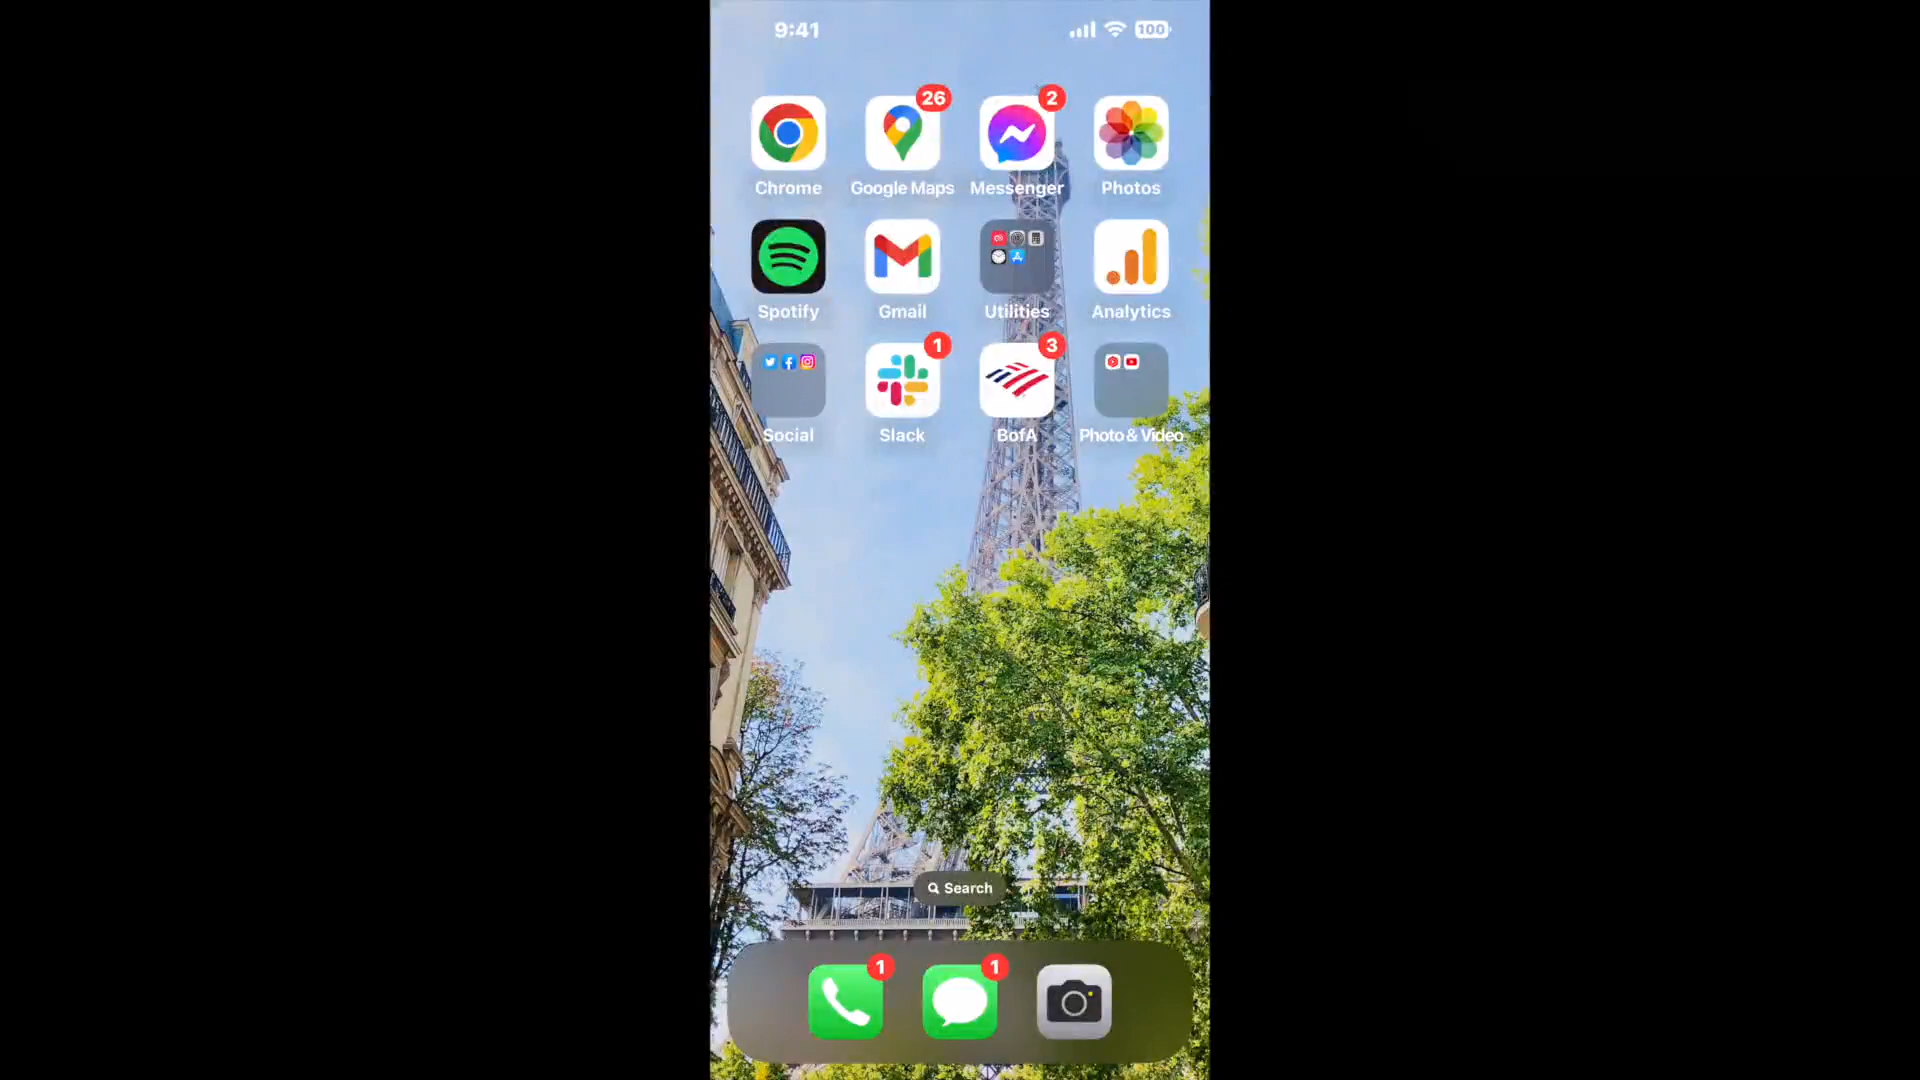 9:41
100
26
2
Chrome
Google Maps
Messenger
Photos
Spotify
Gmail
Utilities
Analytics
1
3
Social
Slack
BofA
Photo & Video
Search
1
1